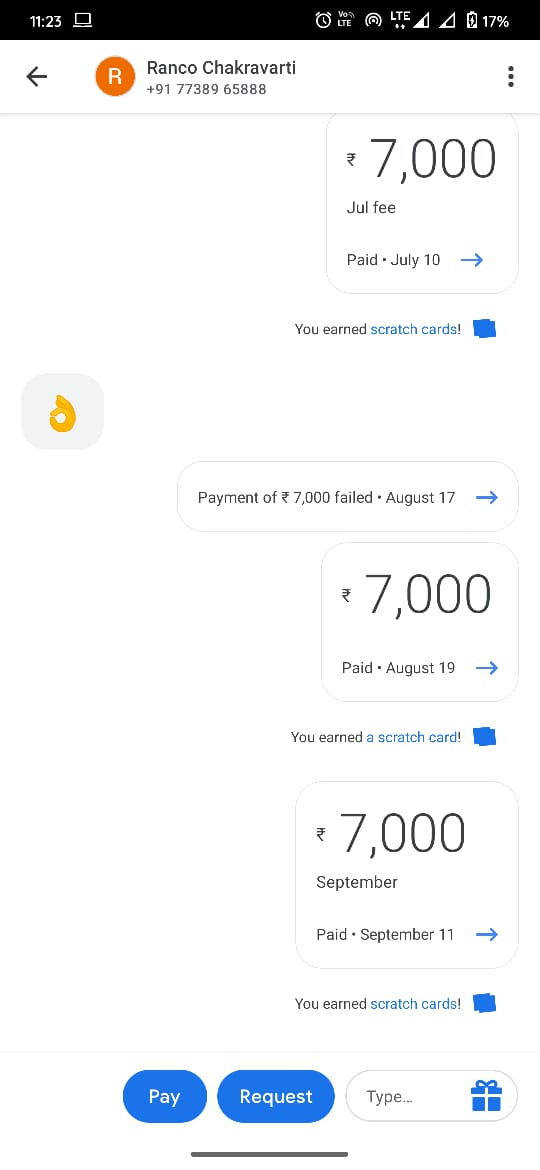 11:23 Vo) LTE LTE 17%
R Ranco Chakravarti
+91 77389 65888
₹ 7,000
Jul fee
Paid • July 10
You earned scratch cards!
👌
Payment of ₹ 7,000 failed • August 17
₹ 7,000
Paid • August 19
You earned a scratch card!
₹ 7,000
September
Paid • September 11
You earned scratch cards!
Pay Request Type...